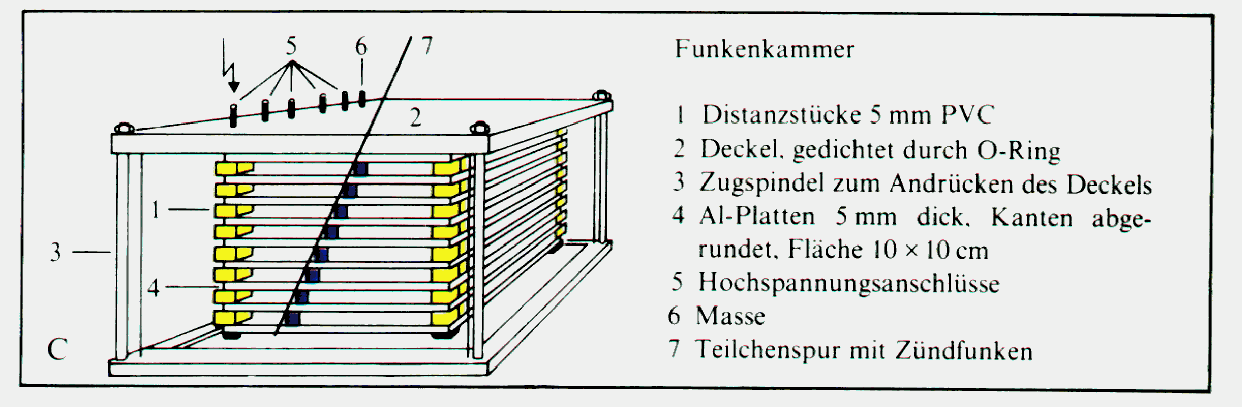 5 6 7
2
1
3
4
C
Funkenkammer
1 Distanzstücke 5 mm PVC
2 Deckel, gedichtet durch O-Ring
3 Zugspindel zum Andrücken des Deckels
4 Al-Platten 5 mm dick, Kanten abge-
rundet, Fläche 10 × 10 cm
5 Hochspannungsanschlüsse
6 Masse
7 Teilchenspur mit Zündfunken